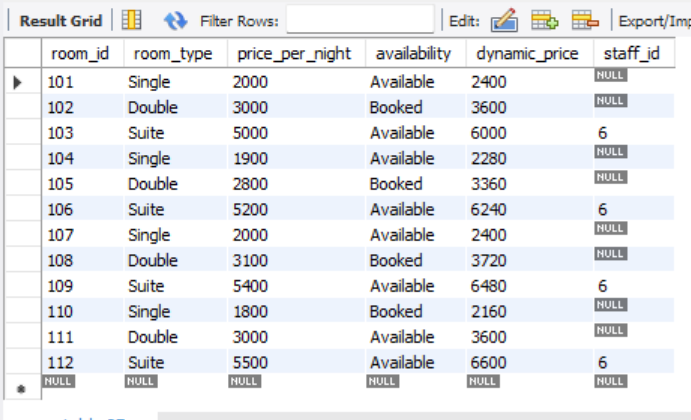 Result Grid Filter Rows: Edit: Export/Im
room_id room_type price_per_night availability dynamic_price staff_id
101 Single 2000 Available 2400 NULL
102 Double 3000 Booked 3600 NULL
103 Suite 5000 Available 6000 6
104 Single 1900 Available 2280 NULL
105 Double 2800 Booked 3360 NULL
106 Suite 5200 Available 6240 6
107 Single 2000 Available 2400 NULL
108 Double 3100 Booked 3720 NULL
109 Suite 5400 Available 6480 6
110 Single 1800 Booked 2160 NULL
111 Double 3000 Available 3600 NULL
112 Suite 5500 Available 6600 6
NULL NULL NULL NULL NULL NULL